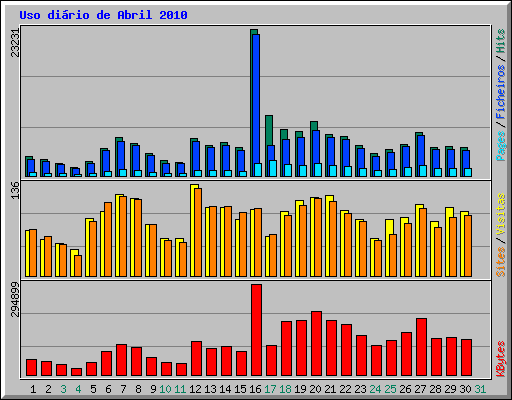 Uso diário de Abril 2010
23231
Pages / Ficheiros / Hits
136
Sites / Visitas
294899
KBytes
1 2 3 4 5 6 7 8 9 10 11 12 13 14 15 16 17 18 19 20 21 22 23 24 25 26 27 28 29 30 31